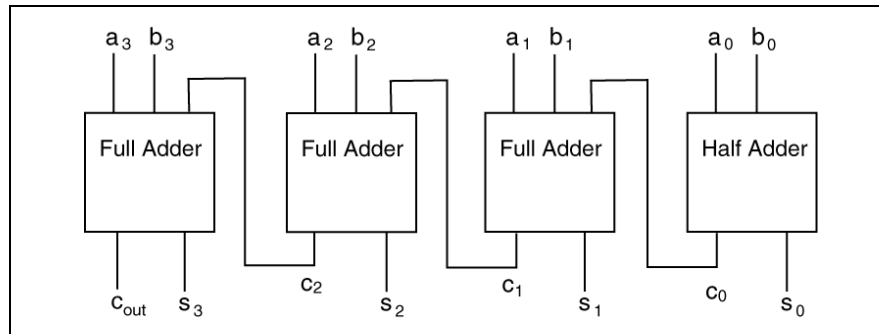 a₃ b₃ a₂ b₂ a₁ b₁ a₀ b₀
Full Adder Full Adder Full Adder Half Adder
c_out s₃ c₂ s₂ c₁ s₁ c₀ s₀